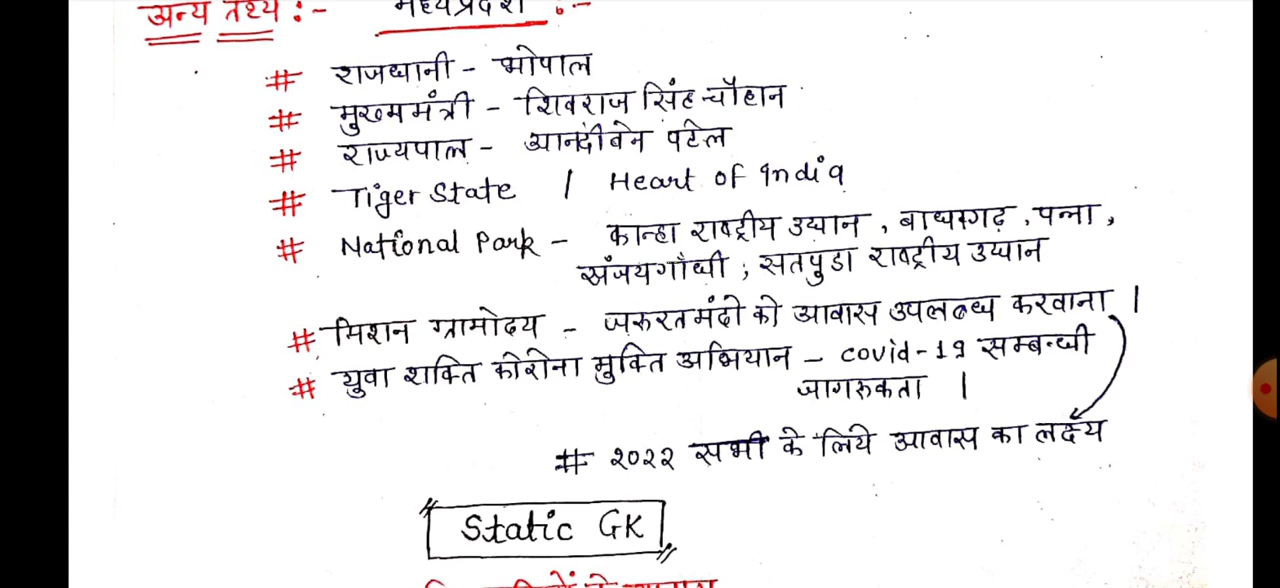 अन्य तथ्य :- मध्यप्रदेश :-
# राजधानी - भोपाल
# मुख्यमंत्री - शिवराज सिंह चौहान
# राज्यपाल - आनंदीबेन पटेल
# Tiger State / Heart of India
# National Park - कान्हा राष्ट्रीय उद्यान, बाधवगढ़, पन्ना,
संजयगाँधी, सतपुडा राष्ट्रीय उद्यान
# मिशन ग्रामोदय - जरुरतमंदो को आवास उपलब्ध करवाना ।
# युवा शक्ति कोरोना मुक्ति अभियान - covid-19 सम्बन्धी
जागरुकता ।
# २०२२ सभी के लिये आवास का लक्ष्य
"Static GK"